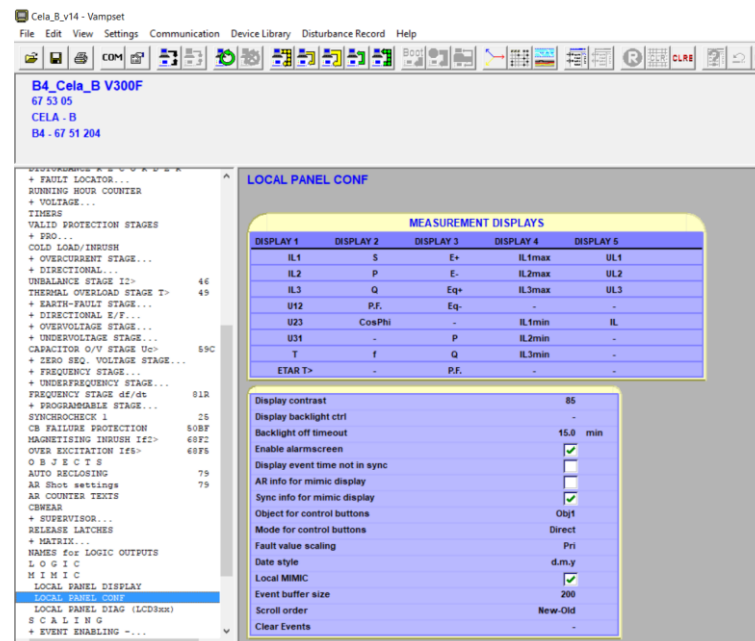 Cela_B_v14 - Vampset
File Edit View Settings Communication Device Library Disturbance Record Help
COM Boot R CLRE
B4_Cela_B V300F
67 53 05
CELA - B
B4 - 67 51 204
DISTURBANCE R E C O R D E R
+ FAULT LOCATOR...
RUNNING HOUR COUNTER
+ VOLTAGE...
TIMERS
VALID PROTECTION STAGES
+ PRO...
COLD LOAD/INRUSH
+ OVERCURRENT STAGE...
+ DIRECTIONAL...
UNBALANCE STAGE I2> 46
THERMAL OVERLOAD STAGE T> 49
+ EARTH-FAULT STAGE...
+ DIRECTIONAL E/F...
+ OVERVOLTAGE STAGE...
+ UNDERVOLTAGE STAGE...
CAPACITOR O/V STAGE Uc> 59C
+ ZERO SEQ. VOLTAGE STAGE...
+ FREQUENCY STAGE...
+ UNDERFREQUENCY STAGE...
FREQUENCY STAGE df/dt 81R
+ PROGRAMMABLE STAGE...
SYNCHROCHECK 1 25
CB FAILURE PROTECTION 50BF
MAGNETISING INRUSH If2> 68F2
OVER EXCITATION If5> 68F5
O B J E C T S
AUTO RECLOSING 79
AR Shot settings 79
AR COUNTER TEXTS
CBWEAR
+ SUPERVISOR...
RELEASE LATCHES
+ MATRIX...
NAMES for LOGIC OUTPUTS
L O G I C
M I M I C
LOCAL PANEL DISPLAY
LOCAL PANEL CONF
LOCAL PANEL DIAG (LCD3xx)
S C A L I N G
+ EVENT ENABLING -...
LOCAL PANEL CONF
MEASUREMENT DISPLAYS
DISPLAY 1 DISPLAY 2 DISPLAY 3 DISPLAY 4 DISPLAY 5
IL1 S E+ IL1max UL1
IL2 P E- IL2max UL2
IL3 Q Eq+ IL3max UL3
U12 P.F. Eq- - -
U23 CosPhi - IL1min IL
U31 - P IL2min -
T f Q IL3min -
ETAR T> - P.F. - -
Display contrast 85
Display backlight ctrl -
Backlight off timeout 15.0 min
Enable alarmscreen
Display event time not in sync
AR info for mimic display
Sync info for mimic display
Object for control buttons Obj1
Mode for control buttons Direct
Fault value scaling Pri
Date style d.m.y
Local MIMIC
Event buffer size 200
Scroll order New-Old
Clear Events -